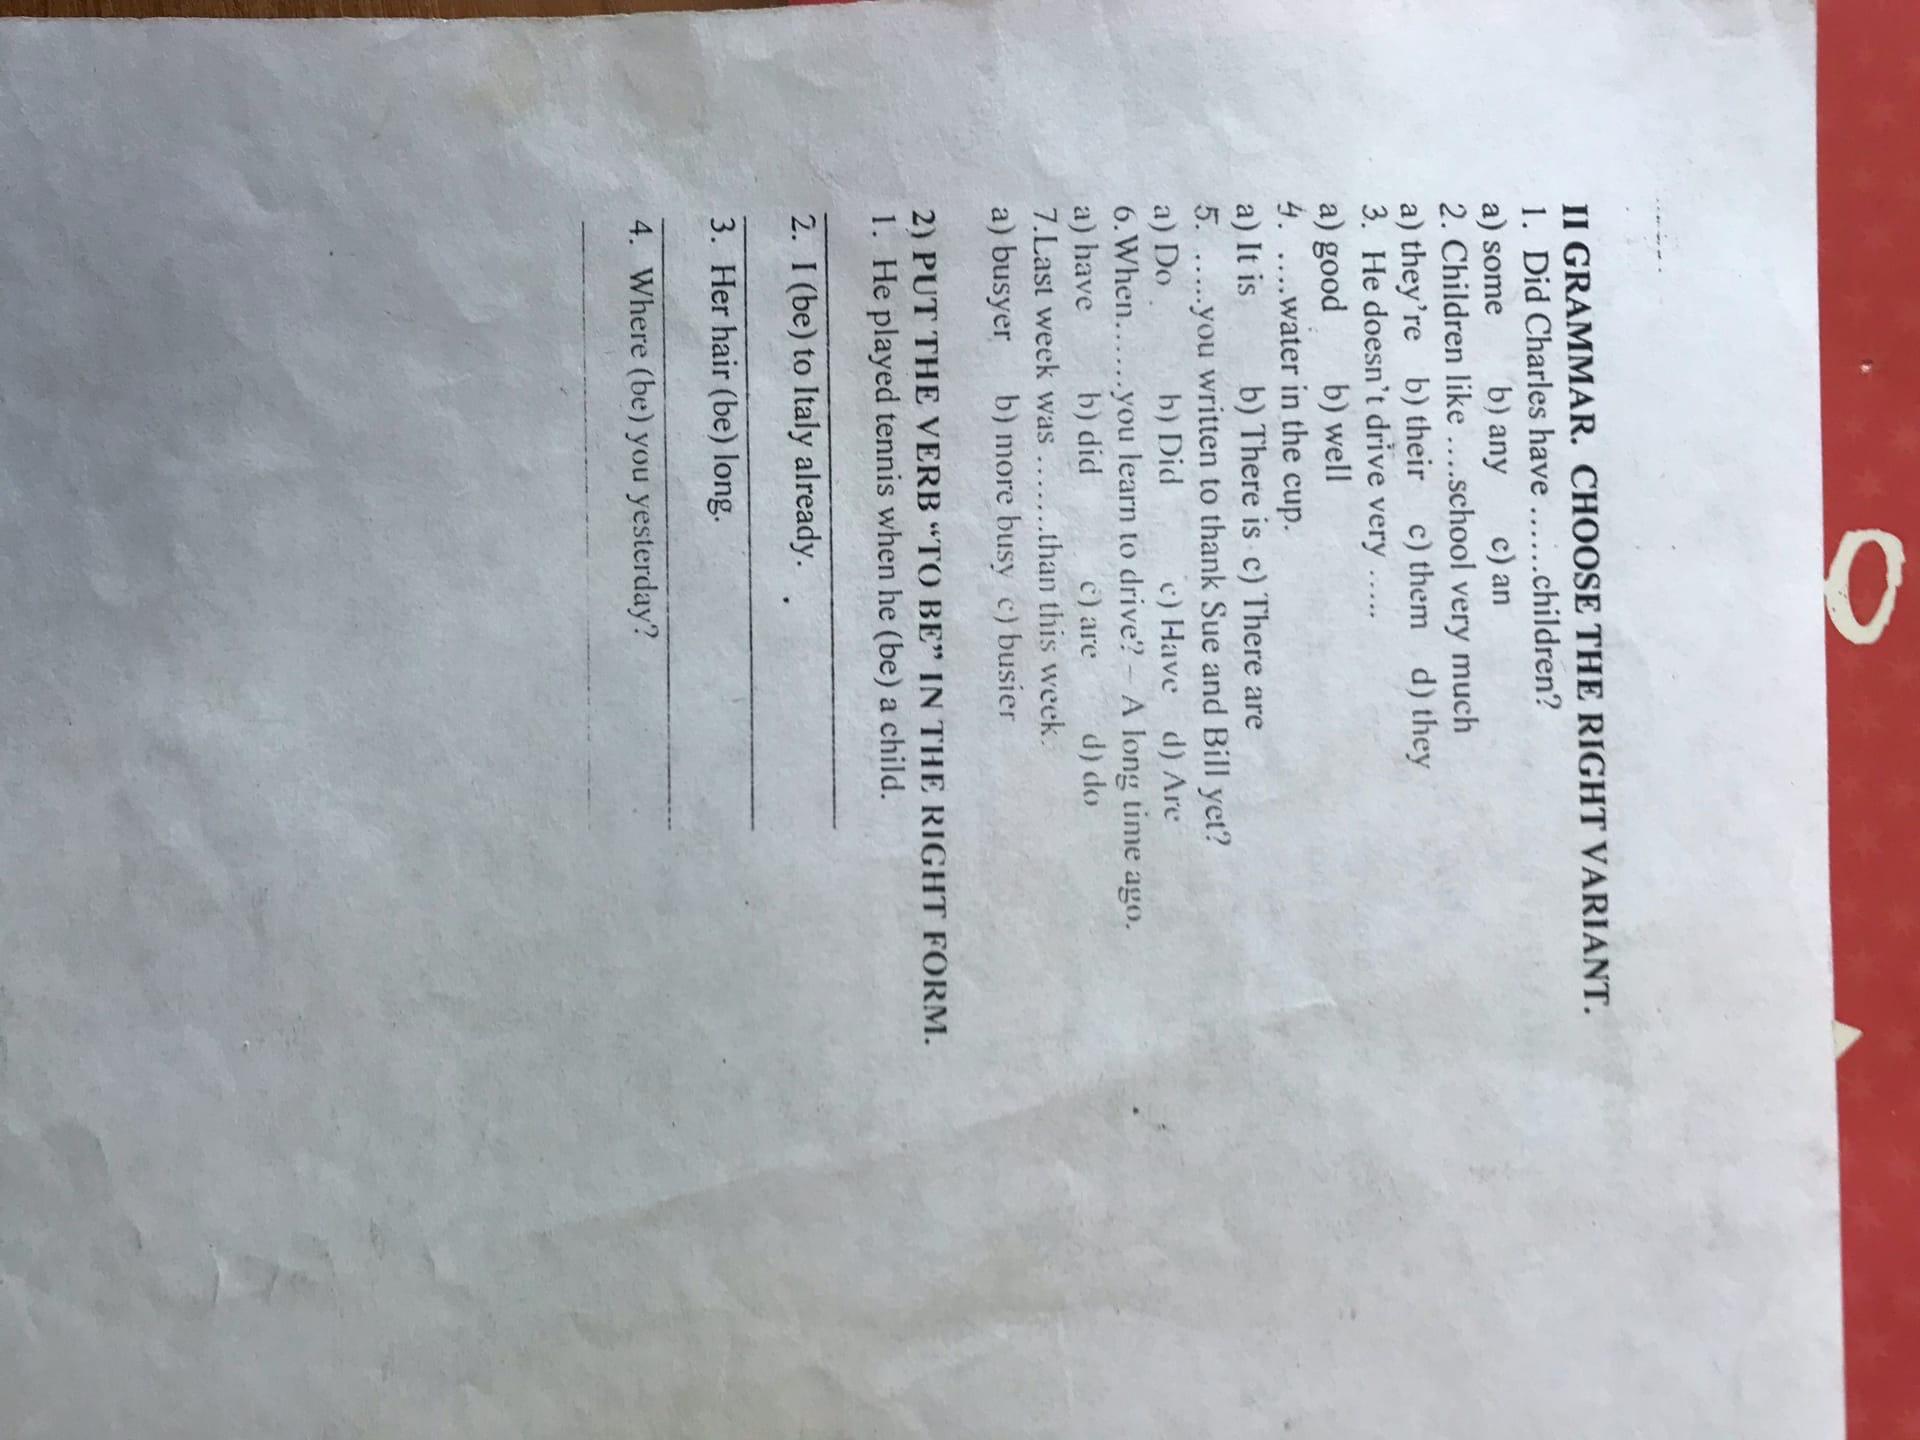 II GRAMMAR. CHOOSE THE RIGHT VARIANT.
1. Did Charles have ……children?
a) some b) any c) an
2. Children like ….school very much
a) they're b) their c) them d) they
3. He doesn't drive very …..
a) good b) well
4. ….water in the cup.
a) It is b) There is c) There are
5. …..you written to thank Sue and Bill yet?
a) Do b) Did c) Have d) Are
6.When……you learn to drive? – A long time ago.
a) have b) did c) are d) do
7.Last week was …….than this week.
a) busyer b) more busy c) busier
2) PUT THE VERB “TO BE” IN THE RIGHT FORM.
1. He played tennis when he (be) a child.
2. I (be) to Italy already.
3. Her hair (be) long.
4. Where (be) you yesterday?